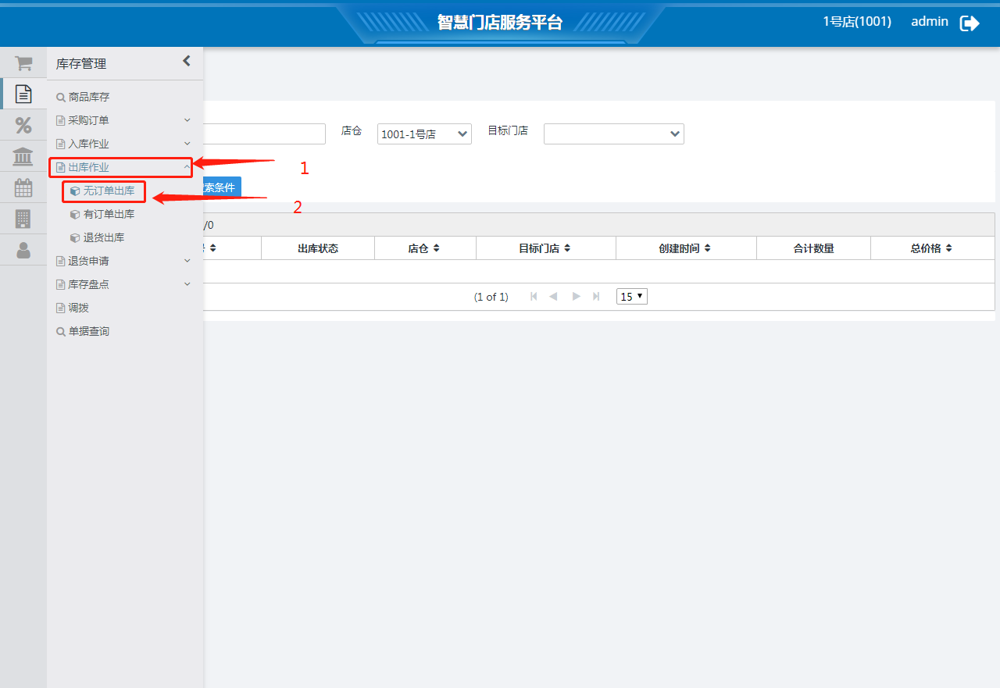 智慧门店服务平台
1号店(1001) admin
库存管理
商品库存
采购订单
入库作业
出库作业
无订单出库
有订单出库
退货出库
退货申请
库存盘点
调拨
单据查询
1
2
店仓 1001-1号店 目标门店
索条件
/0
出库状态 店仓 目标门店 创建时间 合计数量 总价格
(1 of 1) 15